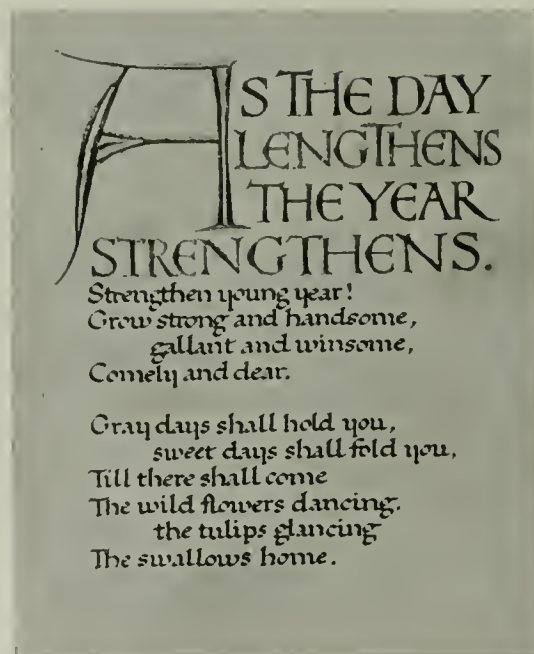 AS THE DAY
LENGTHENS
THE YEAR
STRENGTHENS.
Strengthen young year!
Grow strong and handsome,
gallant and winsome,
Comely and dear.
Gray days shall hold you,
sweet days shall fold you,
Till there shall come
The wild flowers dancing.
the tulips glancing
The swallows home.